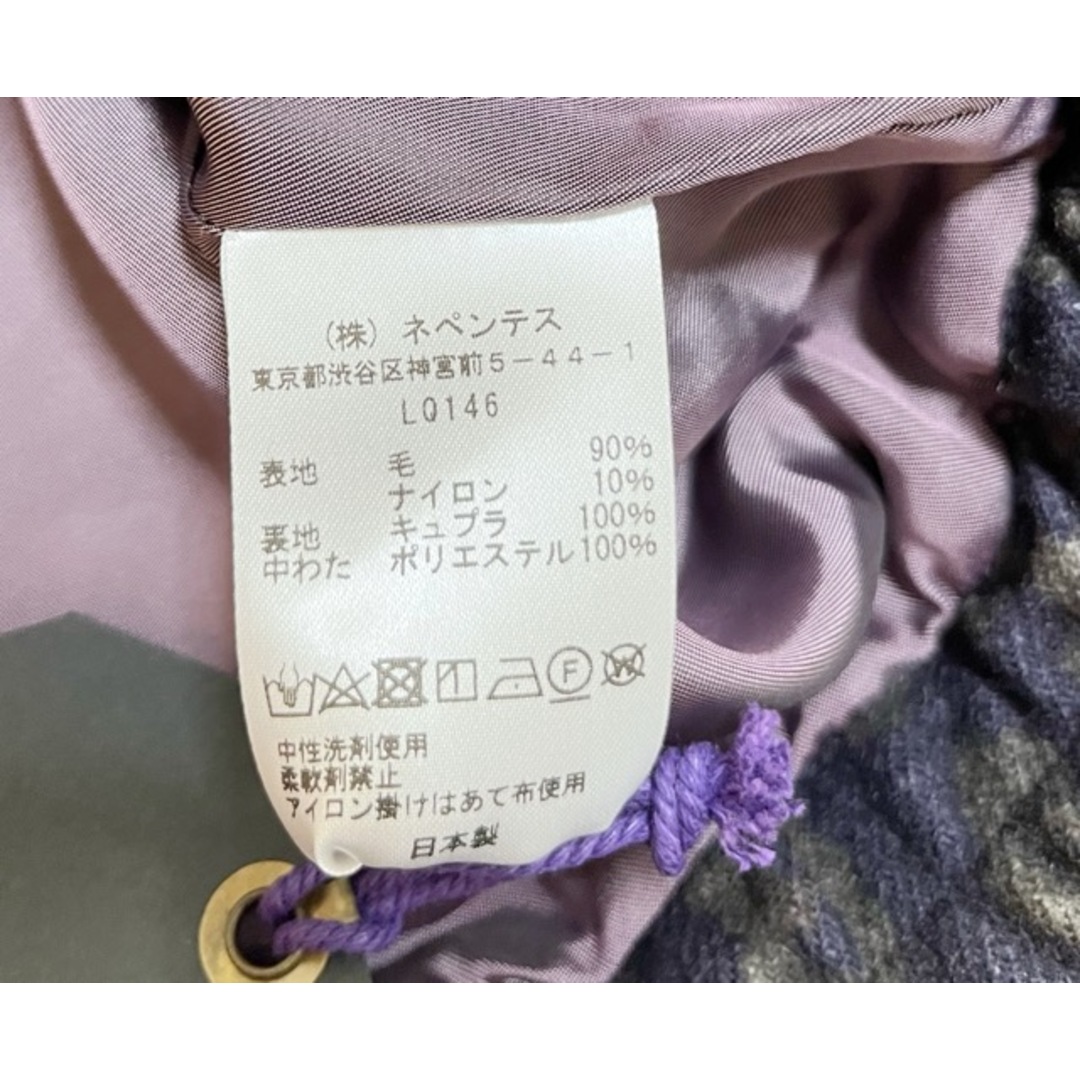 (株) ネペンテス
東京都渋谷区神宮前5-44-1
LQ146
表地 毛 90%
ナイロン 10%
裏地 キュプラ 100%
中わた ポリエステル 100%
F W
中性洗剤使用
柔軟剤禁止
アイロン掛けはあて布使用
日本製